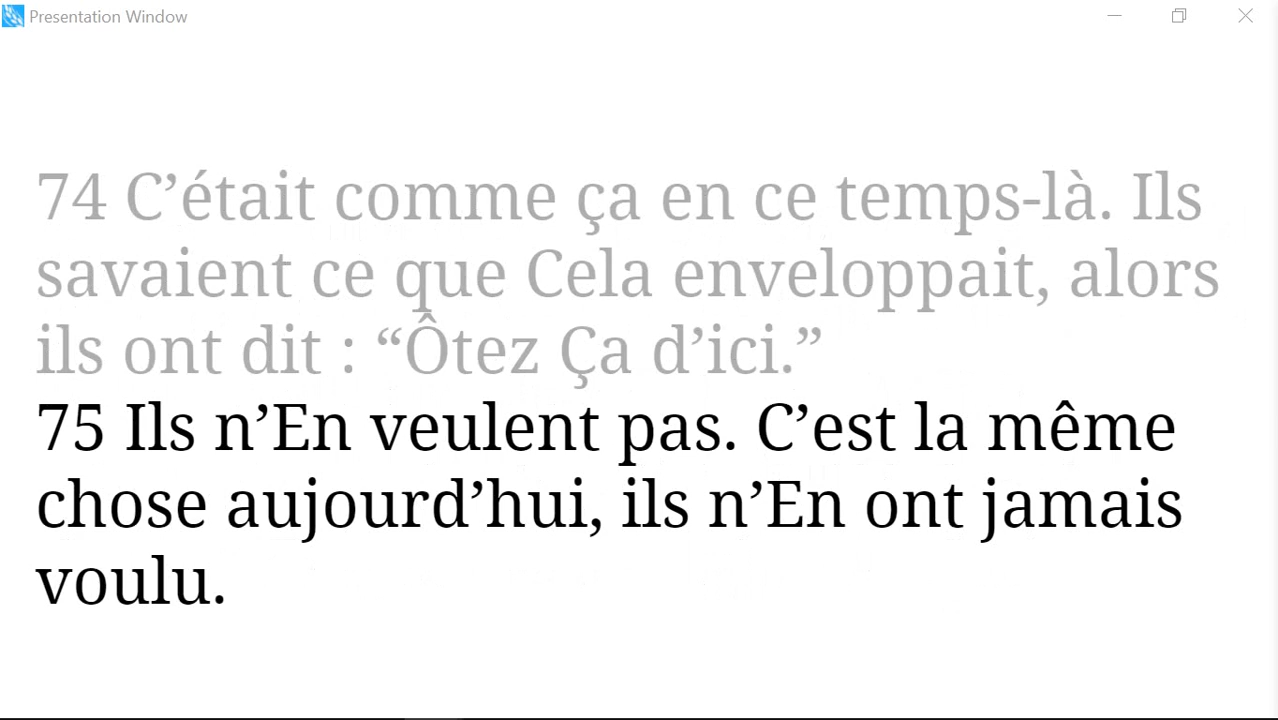 Presentation Window
74 C’était comme ça en ce temps-là. Ils
savaient ce que Cela enveloppait, alors
ils ont dit : “Ôtez Ça d’ici.”
75 Ils n’En veulent pas. C’est la même
chose aujourd’hui, ils n’En ont jamais
voulu.